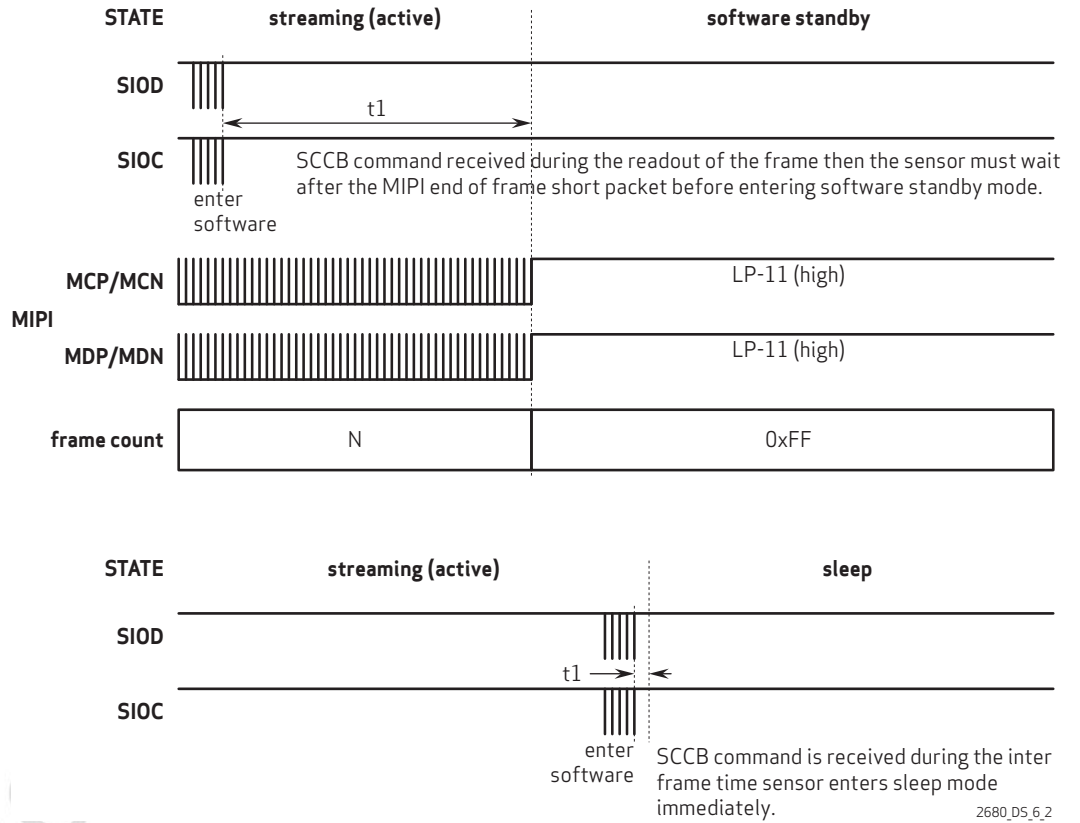 STATE streaming (active) software standby
SIOD
t1
SIOC
SCCB command received during the readout of the frame then the sensor must wait
after the MIPI end of frame short packet before entering software standby mode.
enter
software
MCP/MCN LP-11 (high)
MIPI
MDP/MDN LP-11 (high)
frame count N 0xFF
STATE streaming (active) sleep
SIOD
t1
SIOC
enter
software
SCCB command is received during the inter
frame time sensor enters sleep mode
immediately.
2680_DS_6_2